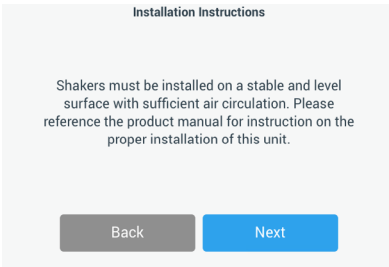 Installation Instructions
Shakers must be installed on a stable and level
surface with sufficient air circulation. Please
reference the product manual for instruction on the
proper installation of this unit.
Back
Next